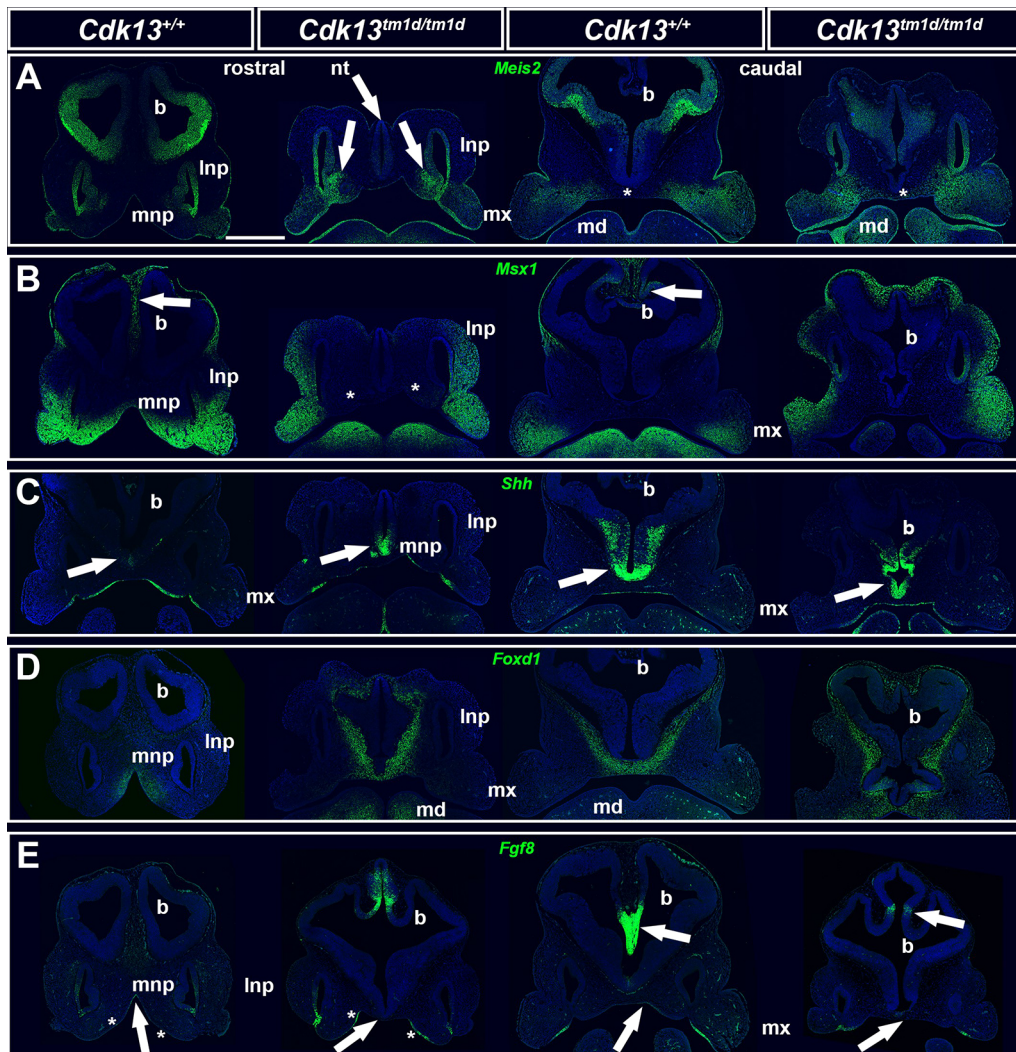 Cdk13+/+ Cdk13tm1d/tm1d Cdk13+/+ Cdk13tm1d/tm1d
A rostral nt Meis2 caudal
b b
lnp lnp
mnp mx * *
md md
B Msx1
b b lnp b
lnp
mnp * * mx
C Shh
b b b
lnp
mnp
mx mx
D Foxd1
b b b
mnp lnp lnp
mx
md md
E Fgf8
b b b b
mnp lnp
* * * * mx